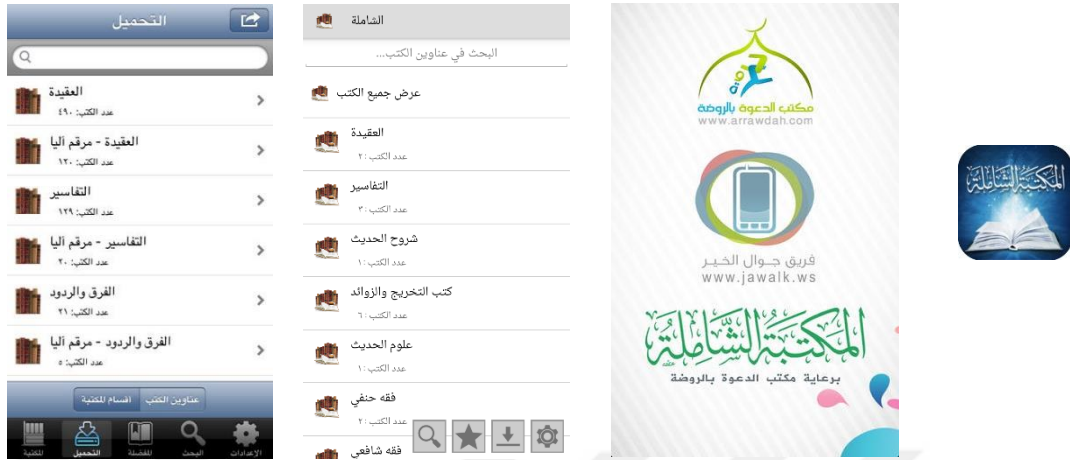 التحميل
العقيدة
عدد الكتب: ٤٩٠
العقيدة - مرقم آليا
عدد الكتب: ١٢٠
التفاسير
عدد الكتب: ١٢٩
التفاسير - مرقم آليا
عدد الكتب: ٢٠
الفرق والردود
عدد الكتب: ٢١
الفرق والردود - مرقم آليا
عدد الكتب: ٥
عناوين الكتب
اقسام المكتبة
الإعدادات
البحث
المفضلة
التحميل
المكتبة
الشاملة
البحث في عناوين الكتب...
عرض جميع الكتب
العقيدة
عدد الكتب : ٢
التفاسير
عدد الكتب : ٣
شروح الحديث
عدد الكتب : ١
كتب التخريج والزوائد
عدد الكتب : ٦
علوم الحديث
عدد الكتب : ١
فقه حنفي
عدد الكتب : ٢
فقه شافعي
مكتب الدعوة بالروضة
www.arrawdah.com
فريق جـوال الخـيـر
www.jawalk.ws
المكتبة الشاملة
برعاية مكتب الدعوة بالروضة
المكتبة الشاملة